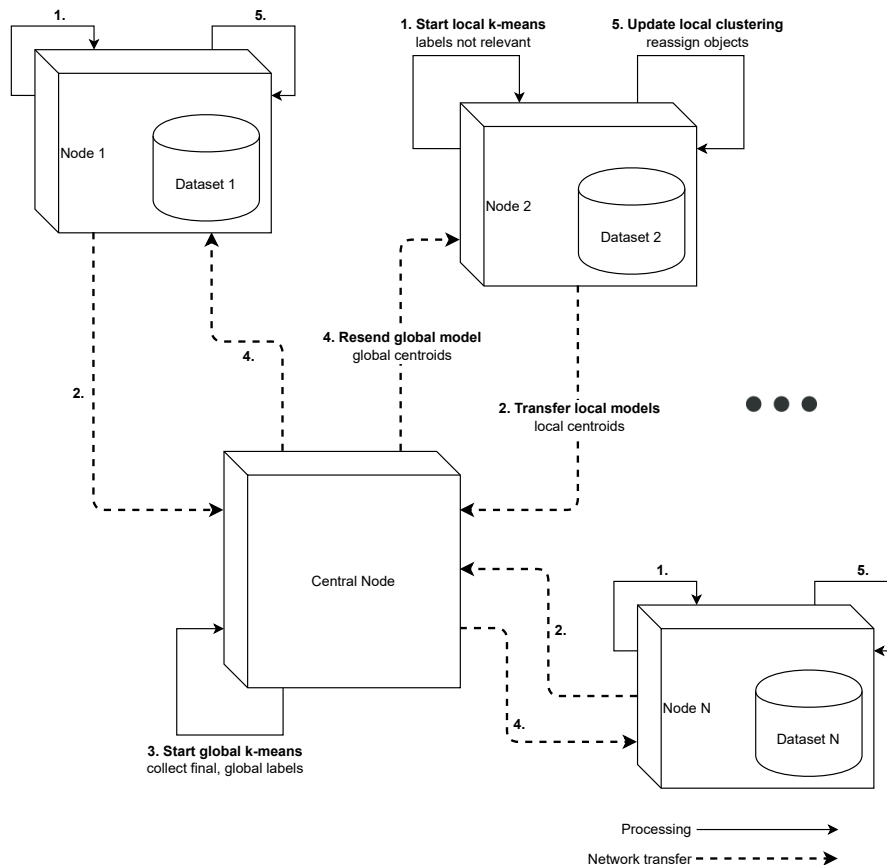 1.
5.
Node 1
Dataset 1
1. Start local k-means
labels not relevant
5. Update local clustering
reassign objects
Node 2
Dataset 2
4. Resend global model
global centroids
4.
2.
2. Transfer local models
local centroids
Central Node
1.
5.
2.
Node N
4.
Dataset N
3. Start global k-means
collect final, global labels
Processing
Network transfer